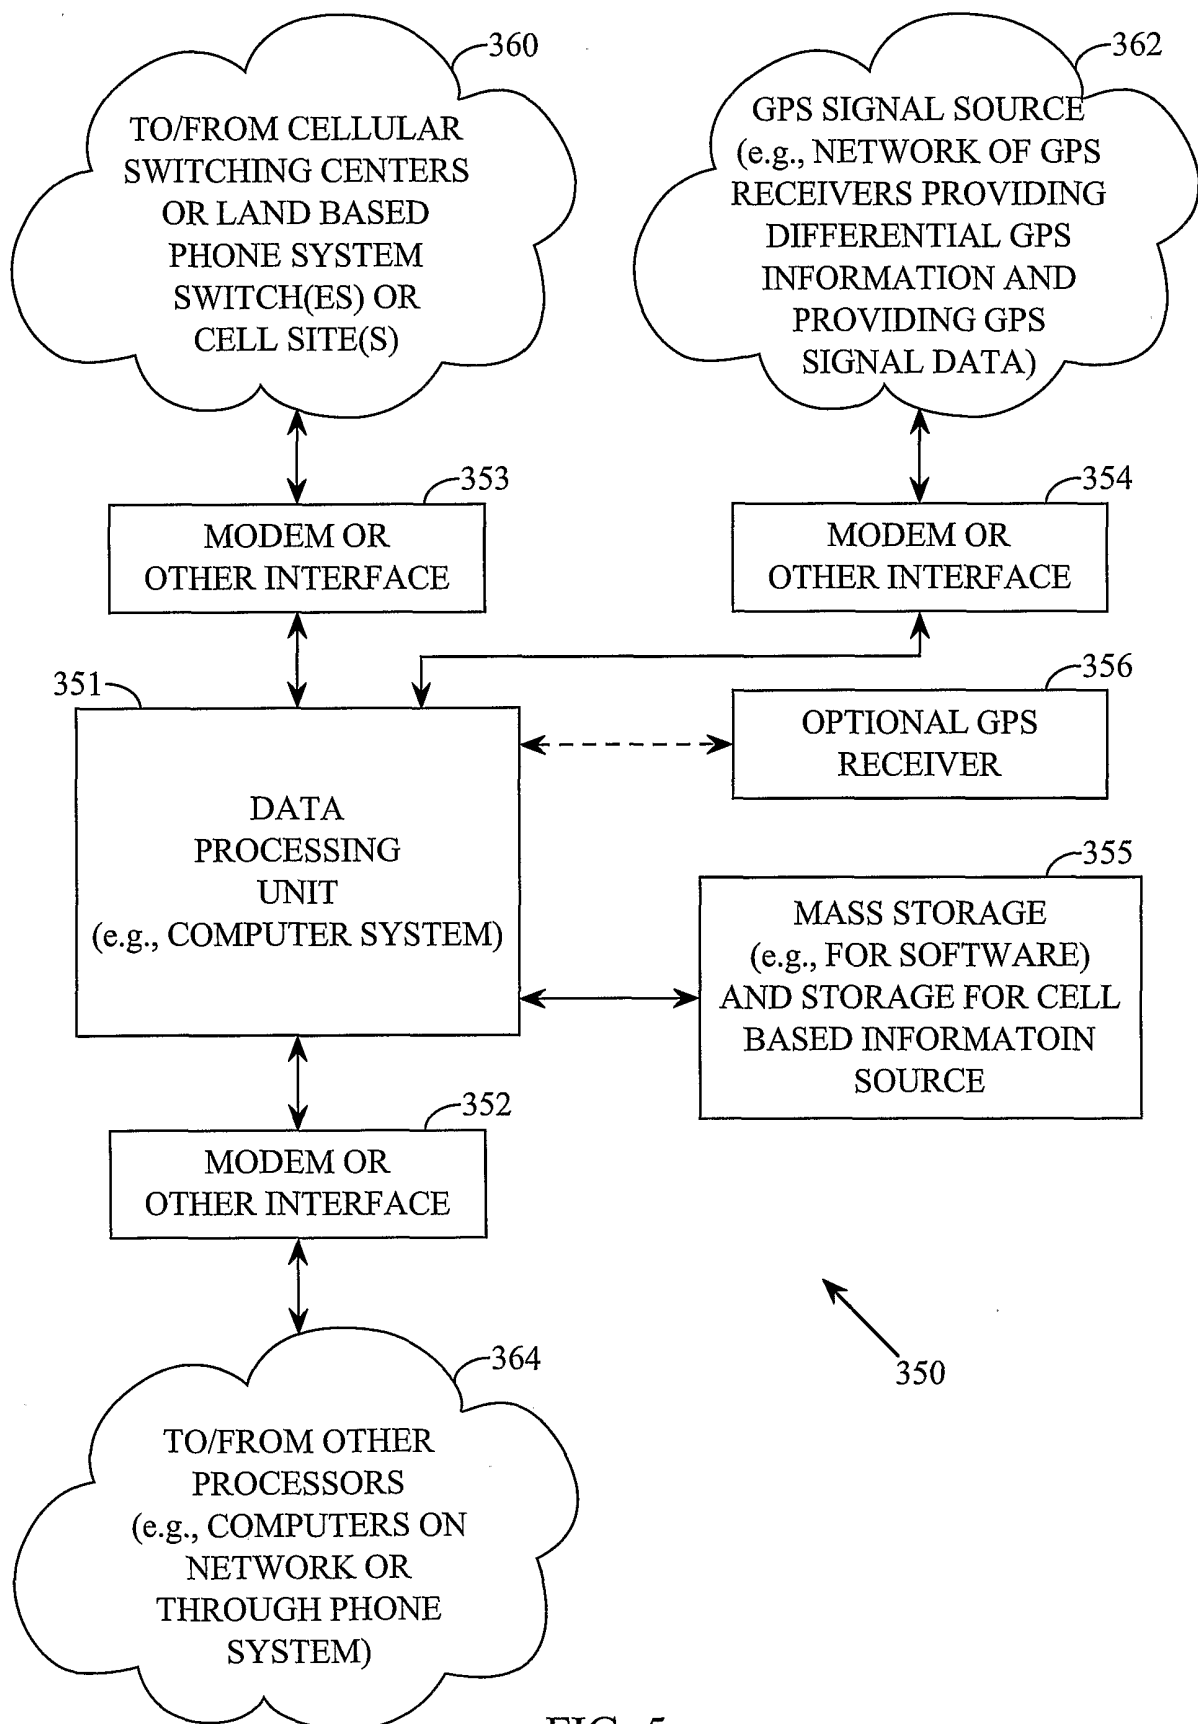 360
TO/FROM CELLULAR
SWITCHING CENTERS
OR LAND BASED
PHONE SYSTEM
SWITCH(ES) OR
CELL SITE(S)
362
GPS SIGNAL SOURCE
(e.g., NETWORK OF GPS
RECEIVERS PROVIDING
DIFFERENTIAL GPS
INFORMATION AND
PROVIDING GPS
SIGNAL DATA)
353
MODEM OR
OTHER INTERFACE
354
MODEM OR
OTHER INTERFACE
351
DATA
PROCESSING
UNIT
(e.g., COMPUTER SYSTEM)
356
OPTIONAL GPS
RECEIVER
355
MASS STORAGE
(e.g., FOR SOFTWARE)
AND STORAGE FOR CELL
BASED INFORMATOIN
SOURCE
352
MODEM OR
OTHER INTERFACE
350
364
TO/FROM OTHER
PROCESSORS
(e.g., COMPUTERS ON
NETWORK OR
THROUGH PHONE
SYSTEM)
FIG. 5